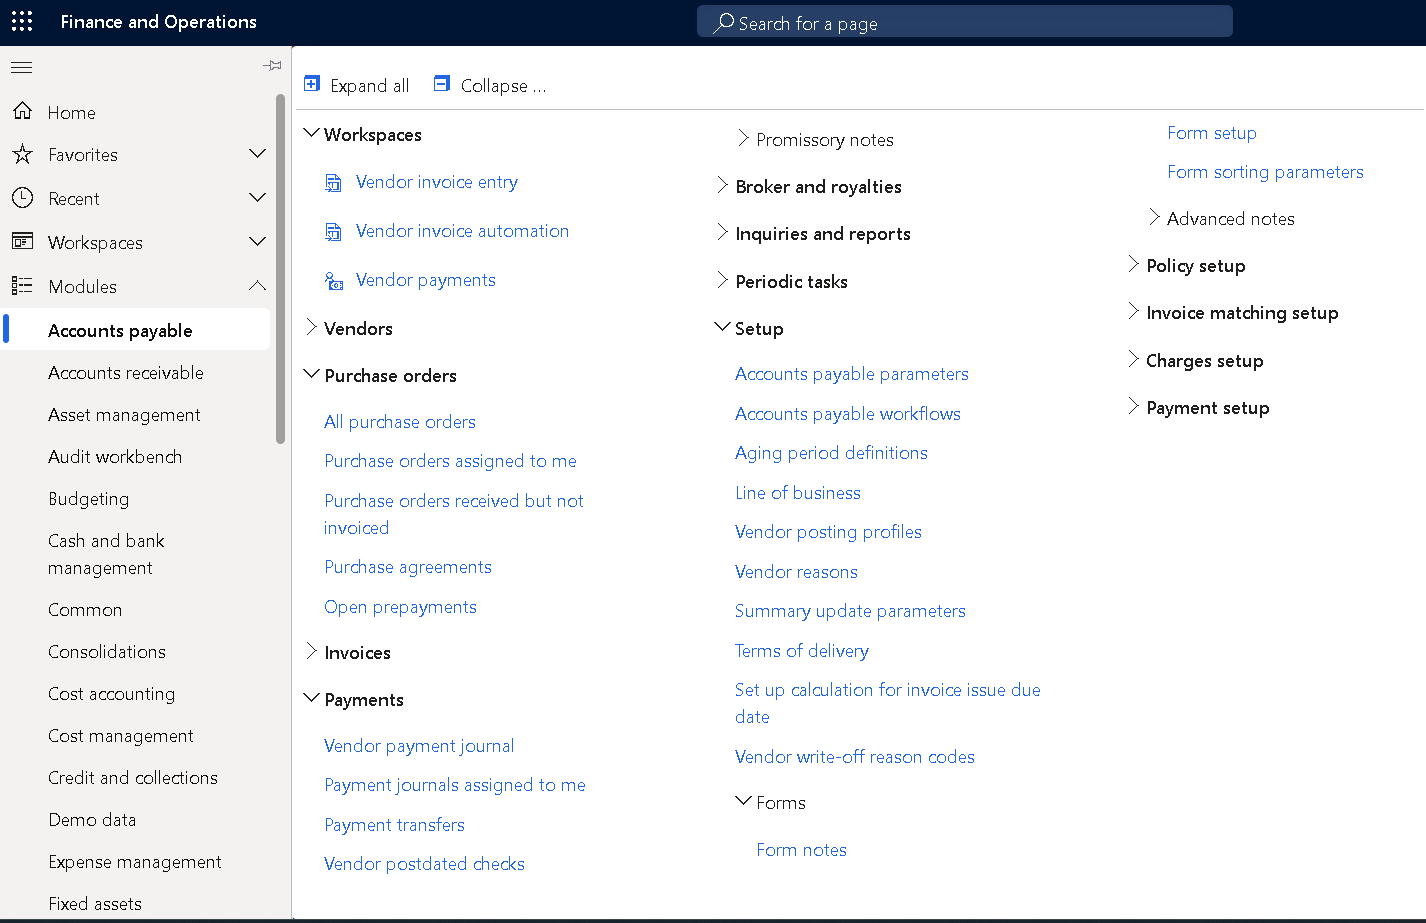 Finance and Operations
Search for a page
Home
Favorites
Recent
Workspaces
Modules
Accounts payable
Accounts receivable
Asset management
Audit workbench
Budgeting
Cash and bank
management
Common
Consolidations
Cost accounting
Cost management
Credit and collections
Demo data
Expense management
Fixed assets
Expand all
Collapse ...
Workspaces
Vendor invoice entry
Vendor invoice automation
Vendor payments
Vendors
Purchase orders
All purchase orders
Purchase orders assigned to me
Purchase orders received but not
invoiced
Purchase agreements
Open prepayments
Invoices
Payments
Vendor payment journal
Payment journals assigned to me
Payment transfers
Vendor postdated checks
Promissory notes
Broker and royalties
Inquiries and reports
Periodic tasks
Setup
Accounts payable parameters
Accounts payable workflows
Aging period definitions
Line of business
Vendor posting profiles
Vendor reasons
Summary update parameters
Terms of delivery
Set up calculation for invoice issue due
date
Vendor write-off reason codes
Forms
Form notes
Form setup
Form sorting parameters
Advanced notes
Policy setup
Invoice matching setup
Charges setup
Payment setup